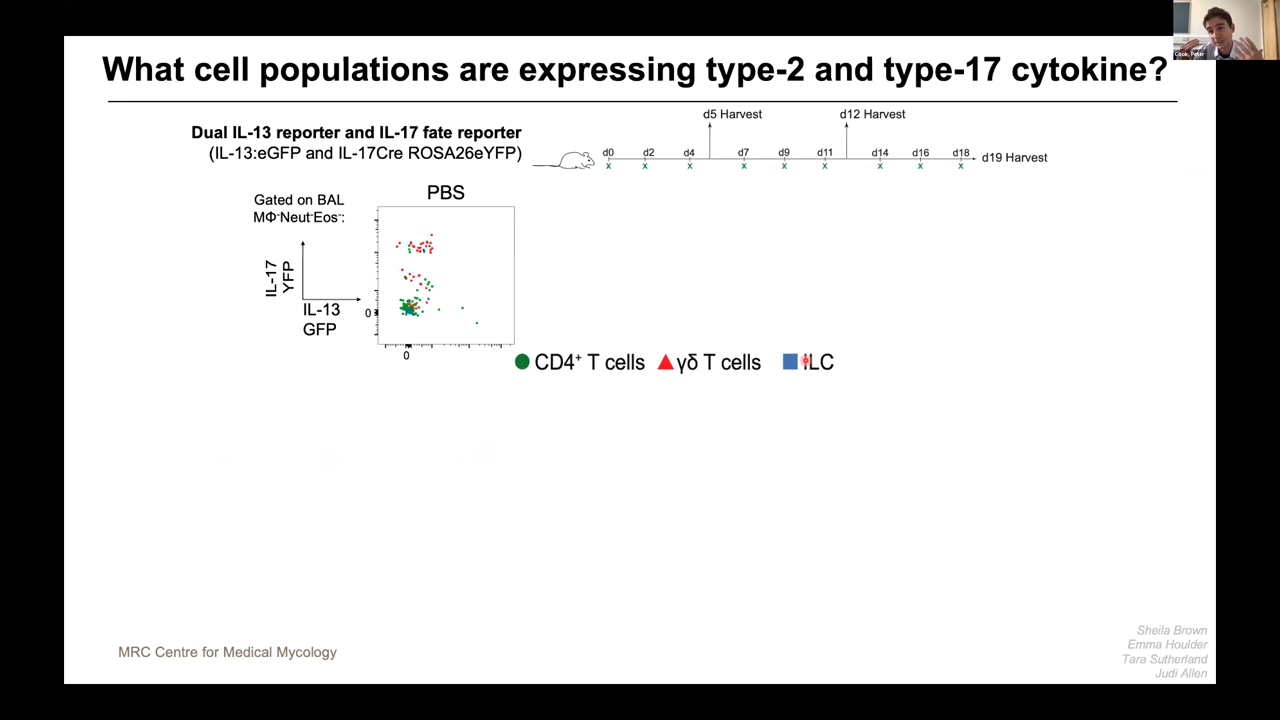 Cook, Peter
What cell populations are expressing type-2 and type-17 cytokine?
Dual IL-13 reporter and IL-17 fate reporter
(IL-13:eGFP and IL-17Cre ROSA26eYFP)
d5 Harvest
d12 Harvest
d0 d2 d4 d7 d9 d11 d14 d16 d18
x x x x x x x x x
d19 Harvest
PBS
Gated on BAL
MΦ-Neut-Eos-:
IL-17
YFP
IL-13
GFP
0
0
CD4+ T cells γδ T cells ILC
MRC Centre for Medical Mycology
Sheila Brown
Emma Houlder
Tara Sutherland
Judi Allen